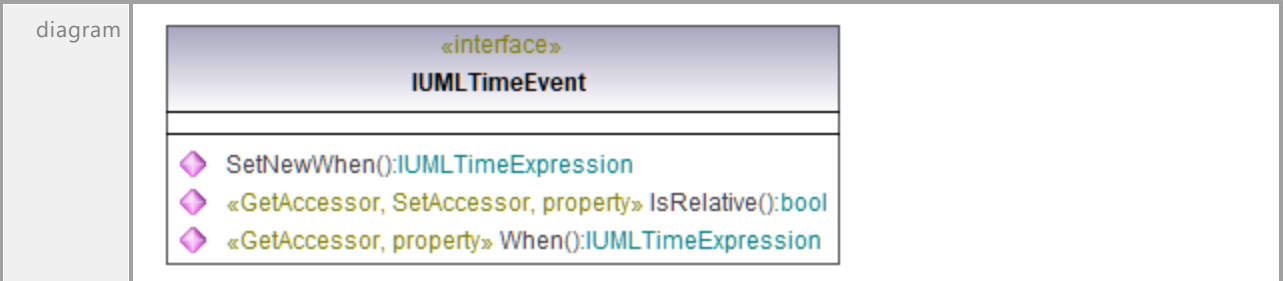 diagram
«interface»
IUMLTimeEvent
SetNewWhen():IUMLTimeExpression
«GetAccessor, SetAccessor, property» IsRelative():bool
«GetAccessor, property» When():IUMLTimeExpression